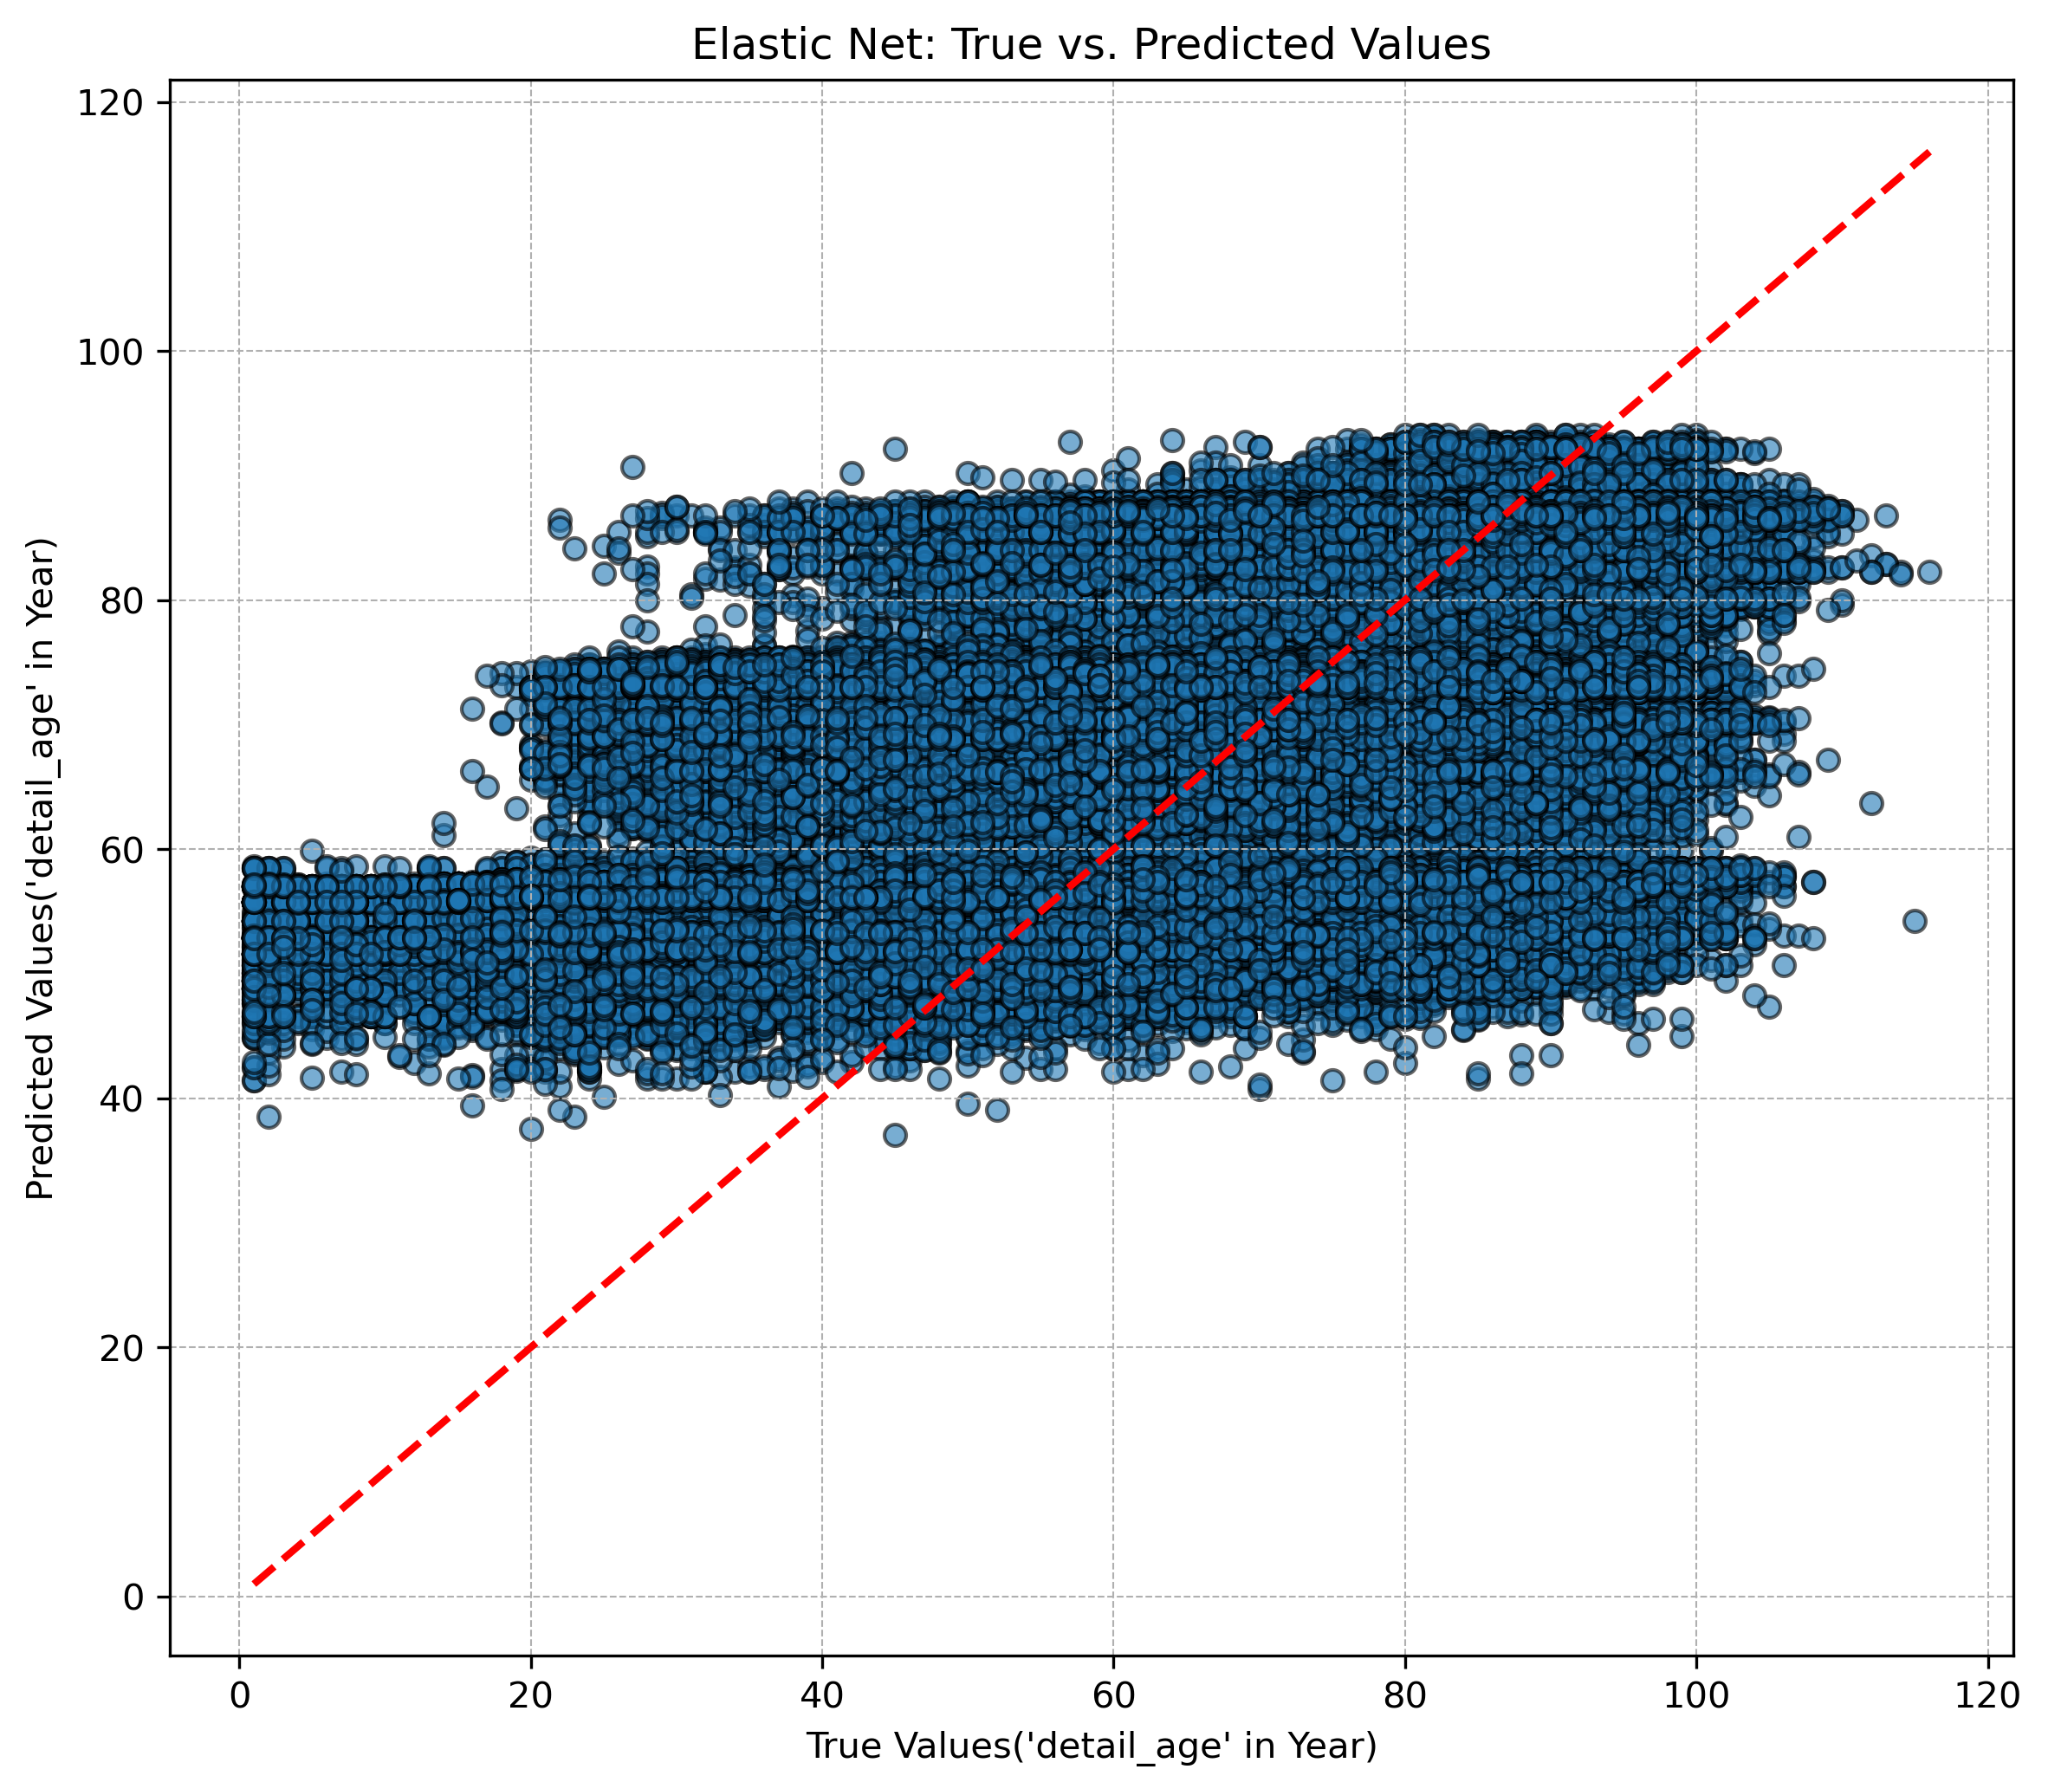 Elastic Net: True vs. Predicted Values
Predicted Values('detail_age' in Year)
120
100
80
60
40
20
0
0 20 40 60 80 100 120
True Values('detail_age' in Year)